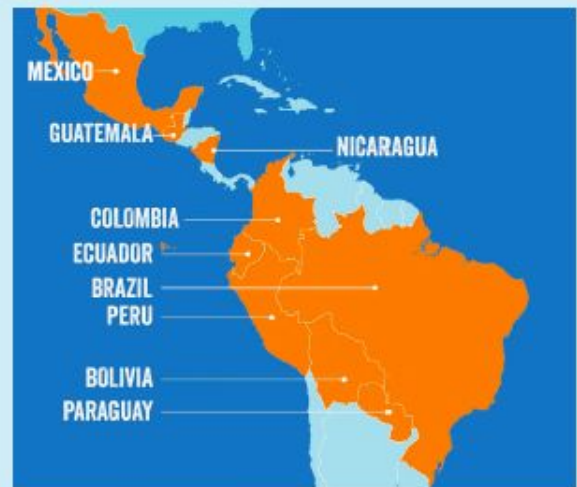 MEXICO
GUATEMALA
NICARAGUA
COLOMBIA
ECUADOR
BRAZIL
PERU
BOLIVIA
PARAGUAY